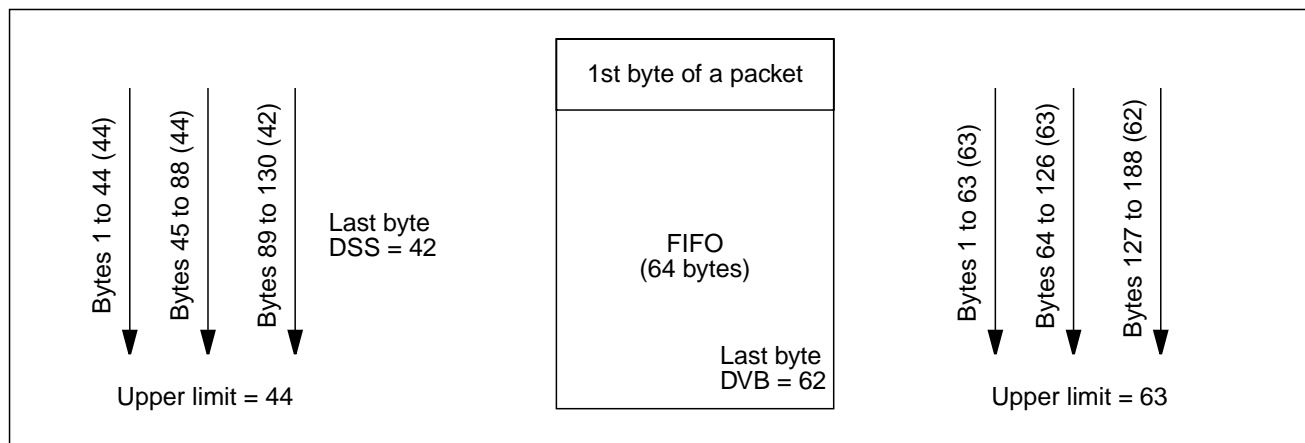 Bytes 1 to 44 (44)
Bytes 45 to 88 (44)
Bytes 89 to 130 (42)
Last byte
DSS = 42
Upper limit = 44
1st byte of a packet
FIFO
(64 bytes)
Last byte
DVB = 62
Bytes 1 to 63 (63)
Bytes 64 to 126 (63)
Bytes 127 to 188 (62)
Upper limit = 63